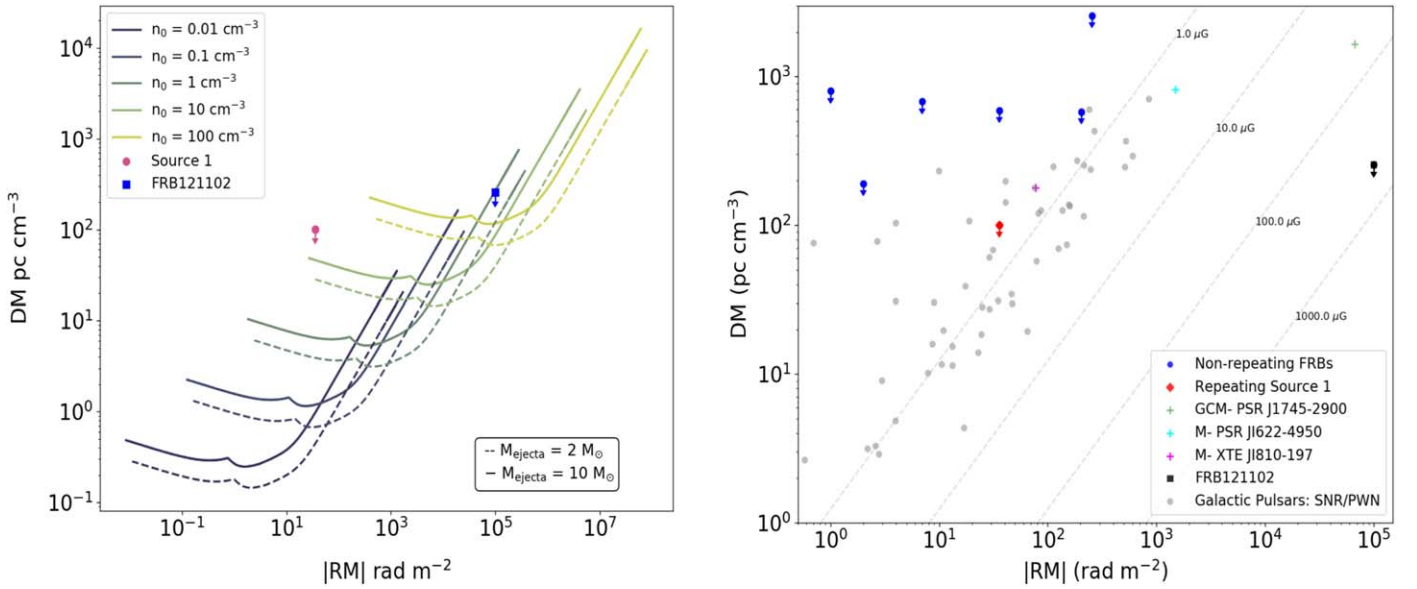 DM pc cm⁻³
10⁴
10³
10²
10¹
10⁰
10⁻¹
n₀ = 0.01 cm⁻³
n₀ = 0.1 cm⁻³
n₀ = 1 cm⁻³
n₀ = 10 cm⁻³
n₀ = 100 cm⁻³
Source 1
FRB121102
-- M_ejecta = 2 M_⊙
– M_ejecta = 10 M_⊙
10⁻¹ 10¹ 10³ 10⁵ 10⁷
|RM| rad m⁻²
DM (pc cm⁻³)
10³
10²
10¹
10⁰
1.0 μG
10.0 μG
100.0 μG
1000.0 μG
Non-repeating FRBs
Repeating Source 1
GCM- PSR J1745-2900
M- PSR JI622-4950
M- XTE JI810-197
FRB121102
Galactic Pulsars: SNR/PWN
10⁰ 10¹ 10² 10³ 10⁴ 10⁵
|RM| (rad m⁻²)